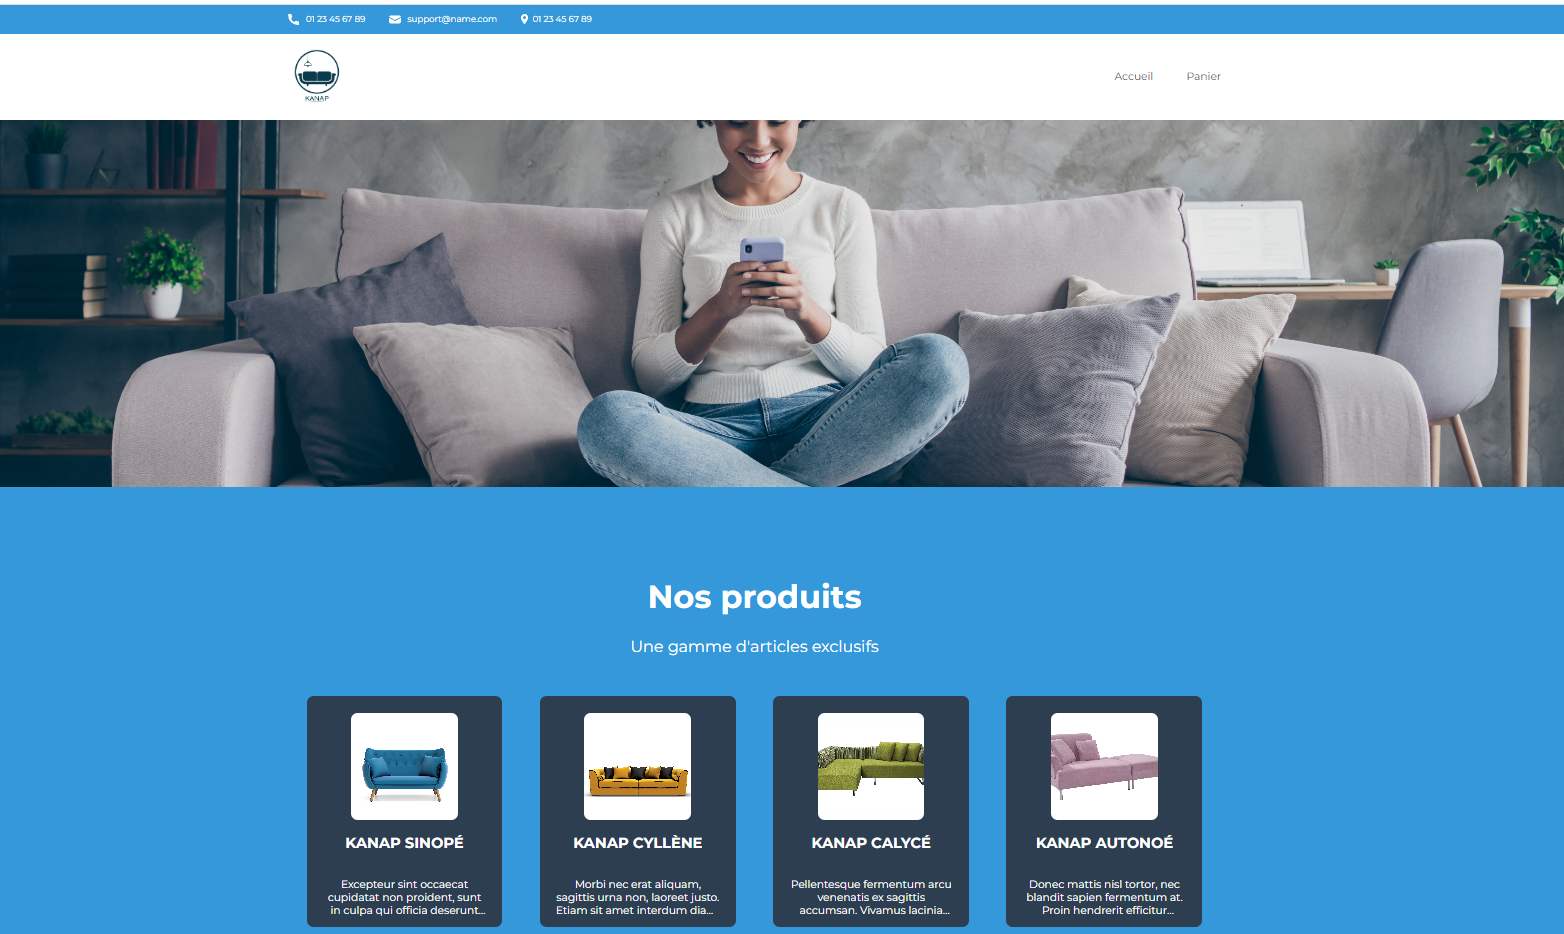 01 23 45 67 89 support@name.com 01 23 45 67 89
KANAP
Accueil Panier
Nos produits
Une gamme d'articles exclusifs
KANAP SINOPÉ
Excepteur sint occaecat
cupidatat non proident, sunt
in culpa qui officia deserunt...
KANAP CYLLÈNE
Morbi nec erat aliquam,
sagittis urna non, laoreet justo.
Etiam sit amet interdum dia...
KANAP CALYCÉ
Pellentesque fermentum arcu
venenatis ex sagittis
accumsan. Vivamus lacinia...
KANAP AUTONOÉ
Donec mattis nisl tortor, nec
blandit sapien fermentum at.
Proin hendrerit efficitur...